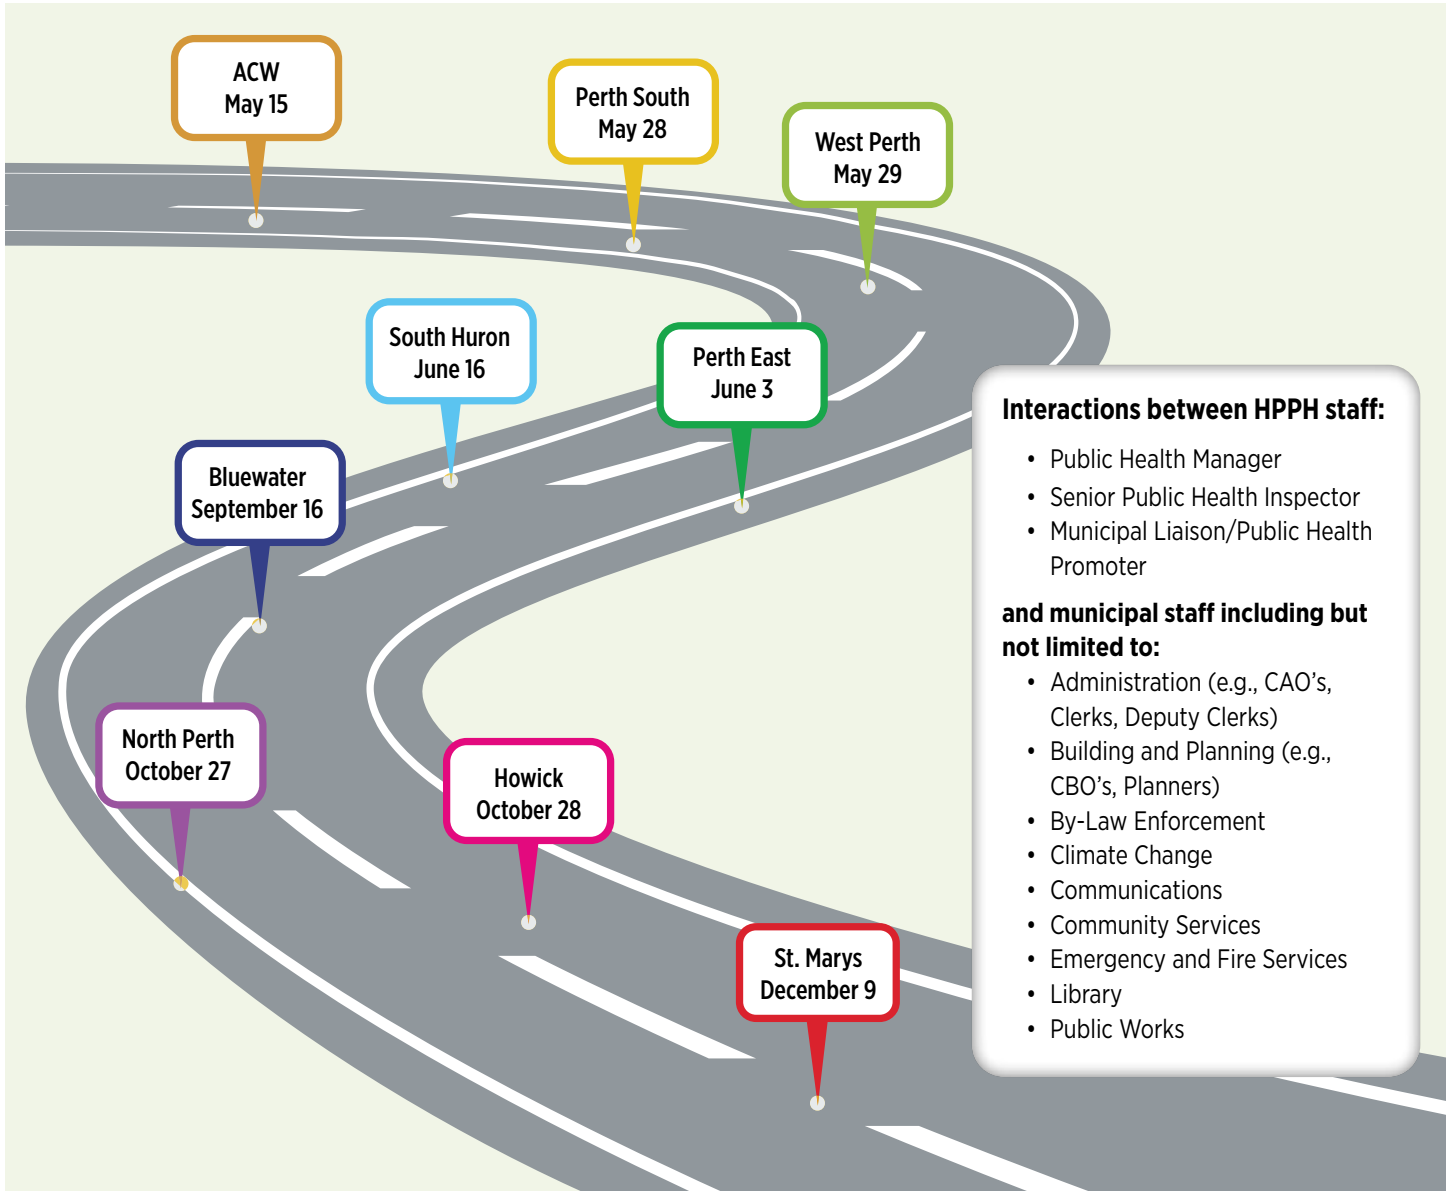 ACW
May 15
Perth South
May 28
West Perth
May 29
South Huron
June 16
Perth East
June 3
Bluewater
September 16
North Perth
October 27
Howick
October 28
St. Marys
December 9
Interactions between HPPH staff:
• Public Health Manager
• Senior Public Health Inspector
• Municipal Liaison/Public Health
Promoter
and municipal staff including but
not limited to:
• Administration (e.g., CAO’s,
Clerks, Deputy Clerks)
• Building and Planning (e.g.,
CBO’s, Planners)
• By-Law Enforcement
• Climate Change
• Communications
• Community Services
• Emergency and Fire Services
• Library
• Public Works